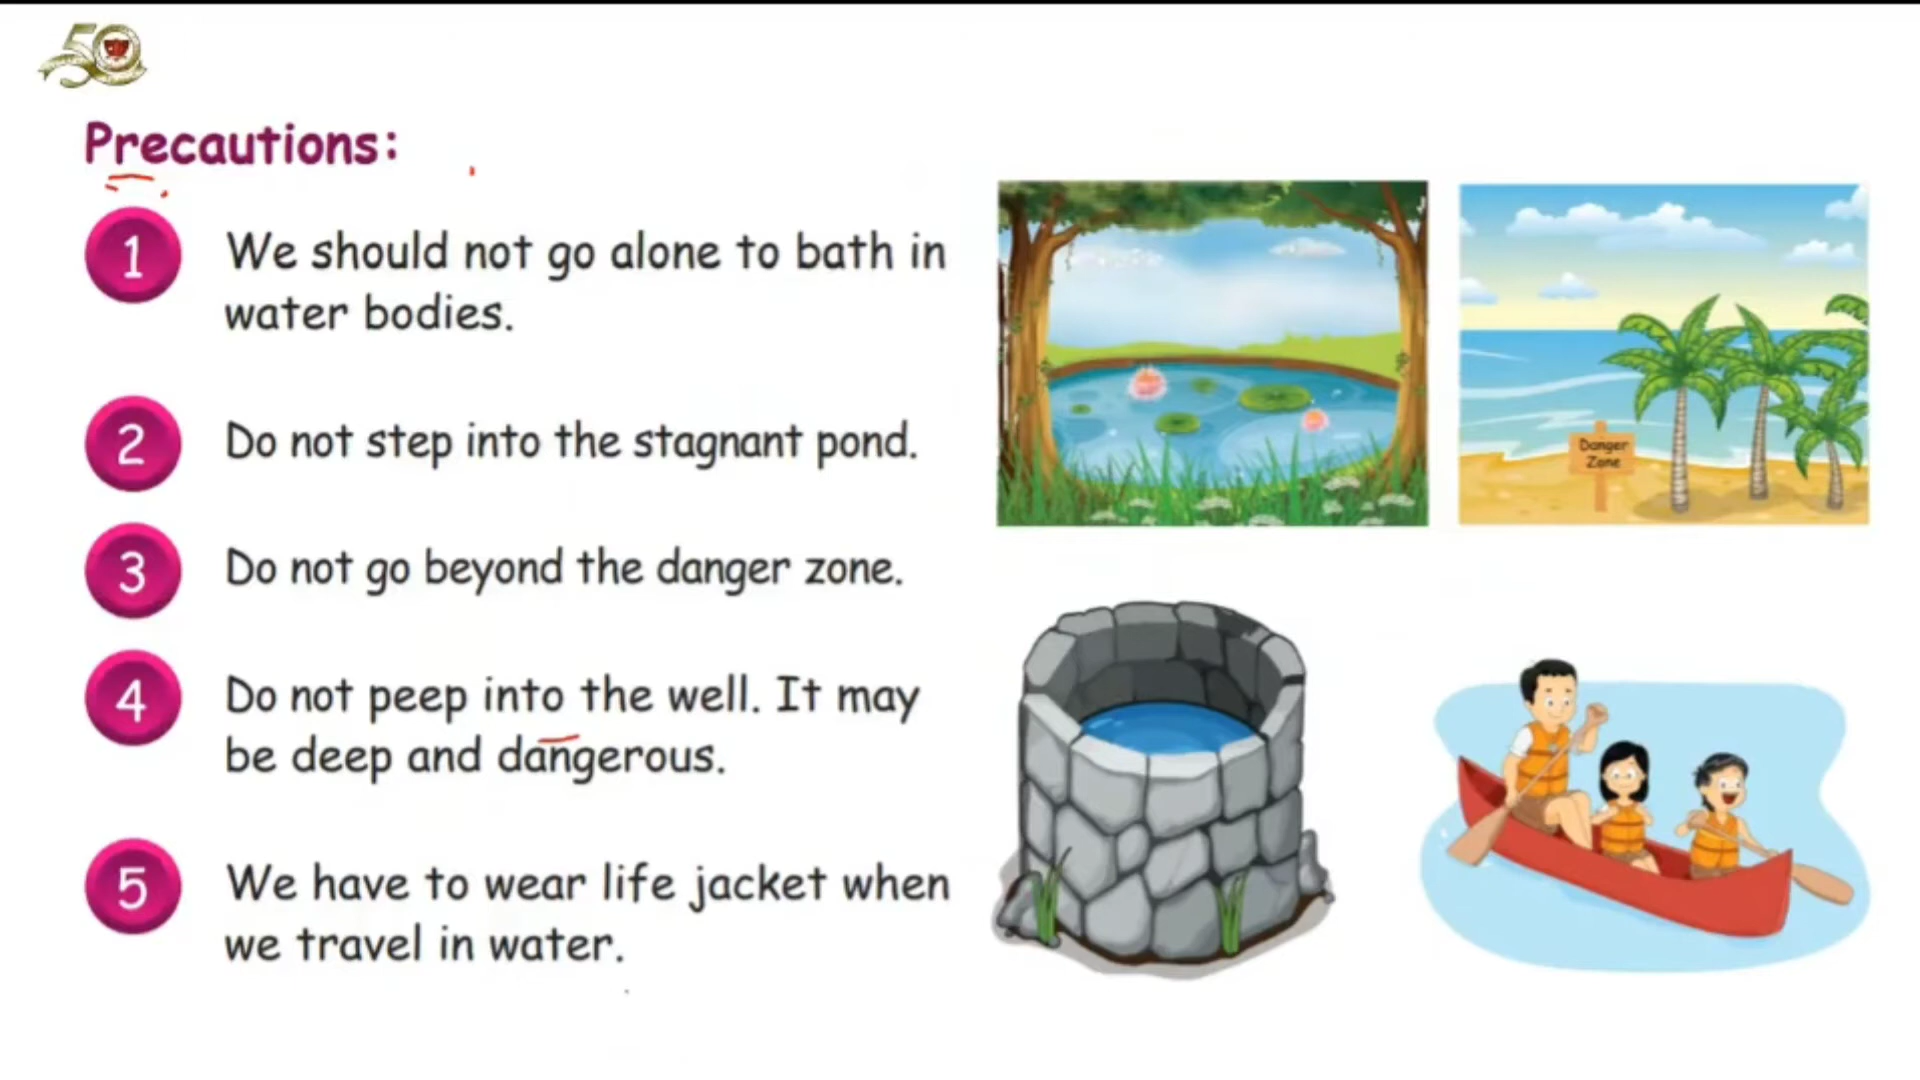 50
Precautions:
1 We should not go alone to bath in
water bodies.
2 Do not step into the stagnant pond.
3 Do not go beyond the danger zone.
4 Do not peep into the well. It may
be deep and dangerous.
5 We have to wear life jacket when
we travel in water.
Danger
Zone